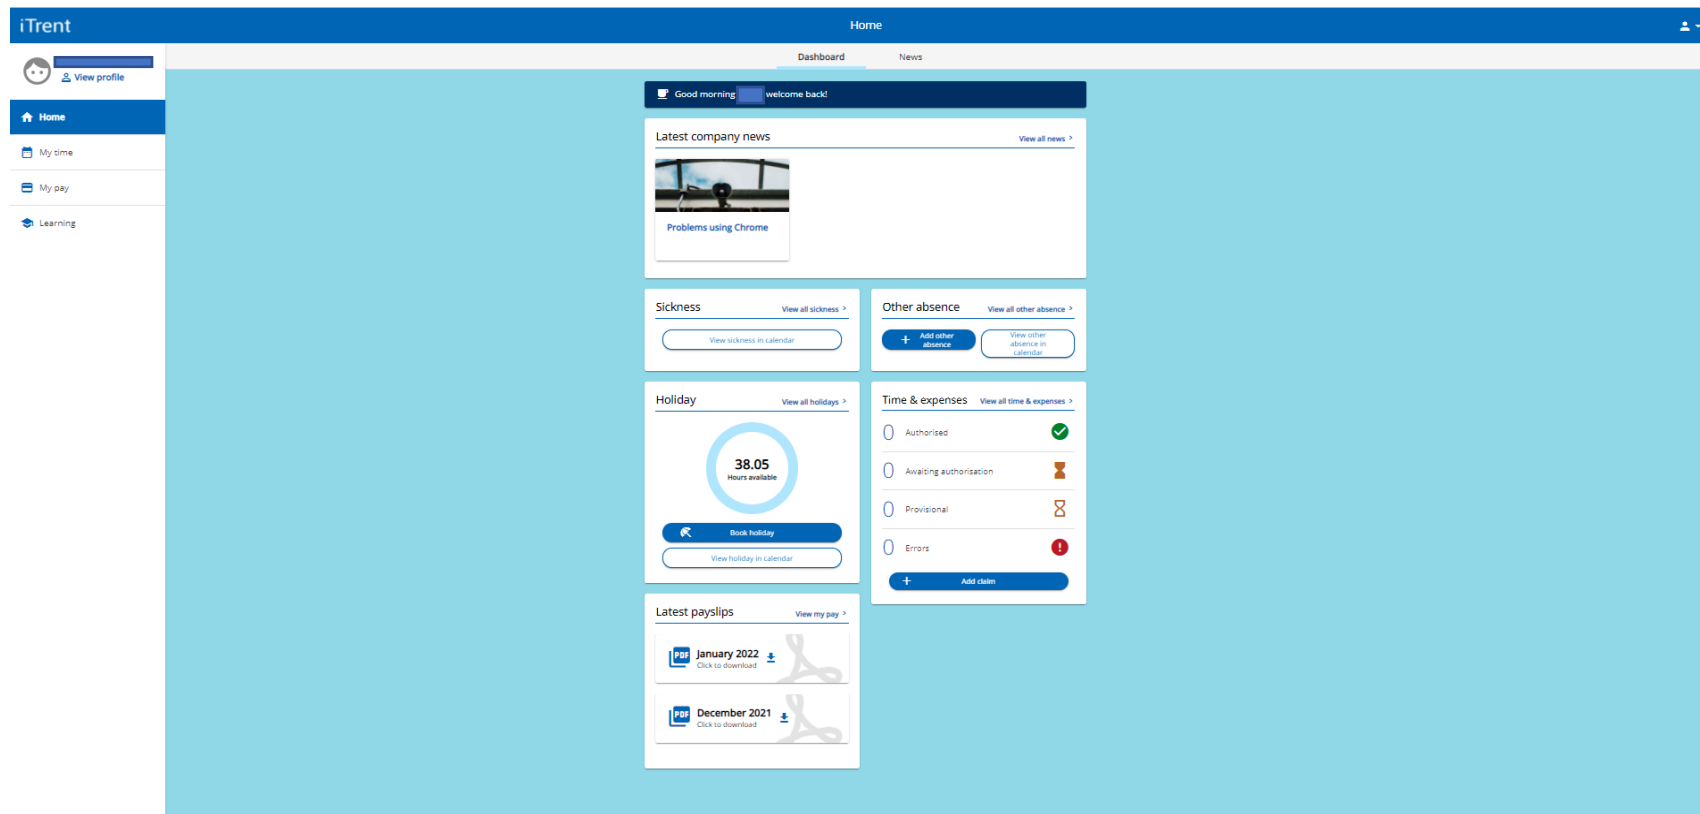 iTrent
Home
View profile
Dashboard
News
Home
My time
My pay
Learning
Good morning welcome back!
Latest company news
View all news >
Problems using Chrome
Sickness
View all sickness >
View sickness in calendar
Other absence
View all other absence >
Add other
absence
View other
absence in
calendar
Holiday
View all holidays >
38.05
Hours available
Book holiday
View holiday in calendar
Time & expenses
View all time & expenses >
0 Authorised
0 Awaiting authorisation
0 Provisional
0 Errors
Add claim
Latest payslips
View my pay >
PDF
January 2022
Click to download
PDF
December 2021
Click to download